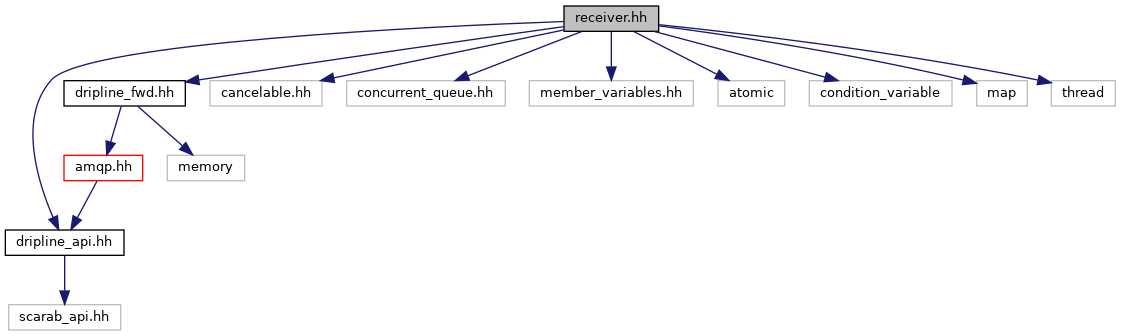 receiver.hh
dripline_fwd.hh
cancelable.hh
concurrent_queue.hh
member_variables.hh
atomic
condition_variable
map
thread
amqp.hh
memory
dripline_api.hh
scarab_api.hh